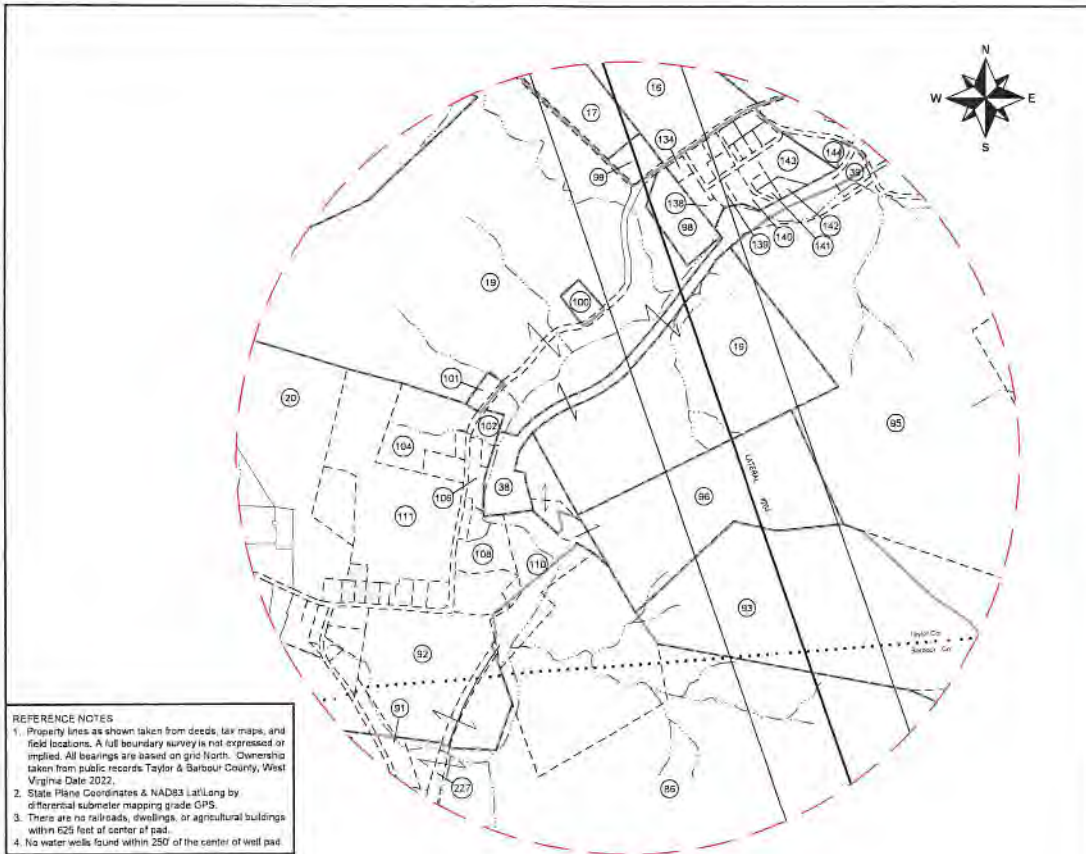 N
W E
S
16
17
134
144
143
39
99
138
98
142
141
140
139
19
100
19
101
20
102
95
104
106
38
96
LATERAL
111
108
110
93
Taylor Co.
Barbour Co.
92
91
227
86
REFERENCE NOTES
1. Property lines as shown taken from deeds, tax maps, and
field locations. A full boundary survey is not expressed or
implied. All bearings are based on grid North. Ownership
taken from public records Taylor & Barbour County, West
Virginia Date 2022.
2. State Plane Coordinates & NAD83 Lat\Long by
differential submeter mapping grade GPS.
3. There are no railroads, dwellings, or agricultural buildings
within 625 feet of center of pad.
4. No water wells found within 250' of the center of well pad.